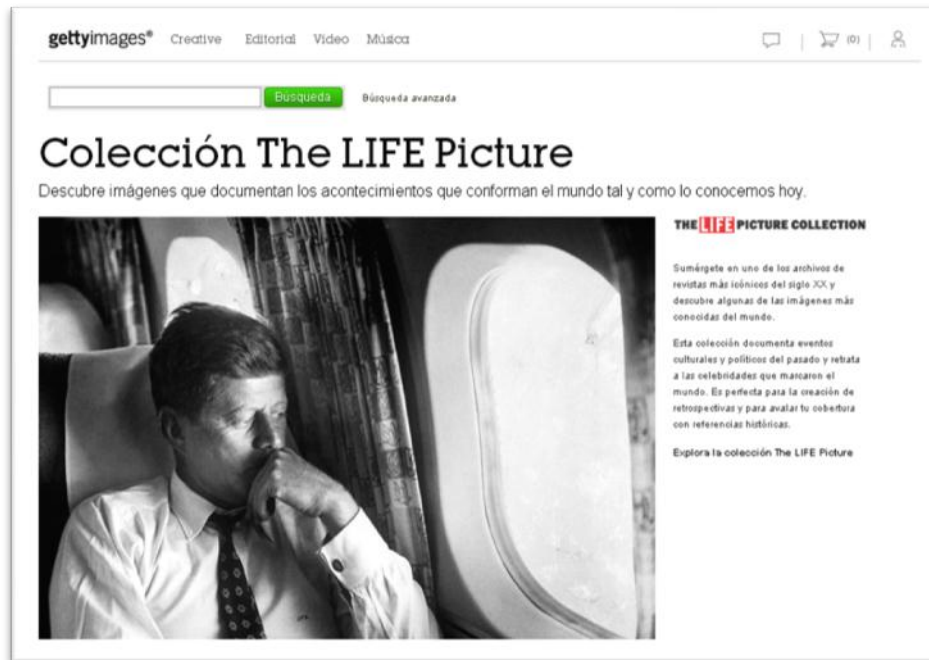 gettyimages® Creative Editorial Video Música (0)
Búsqueda Búsqueda avanzada
Colección The LIFE Picture
Descubre imágenes que documentan los acontecimientos que conforman el mundo tal y como lo conocemos hoy.
THE LIFE PICTURE COLLECTION
Sumérgete en uno de los archivos de
revistas más icónicos del siglo XX y
descubre algunas de las imágenes más
conocidas del mundo.
Esta colección documenta eventos
culturales y políticos del pasado y retrata
a las celebridades que marcaron el
mundo. Es perfecta para la creación de
retrospectivas y para avalar tu cobertura
con referencias históricas.
Explora la colección The LIFE Picture